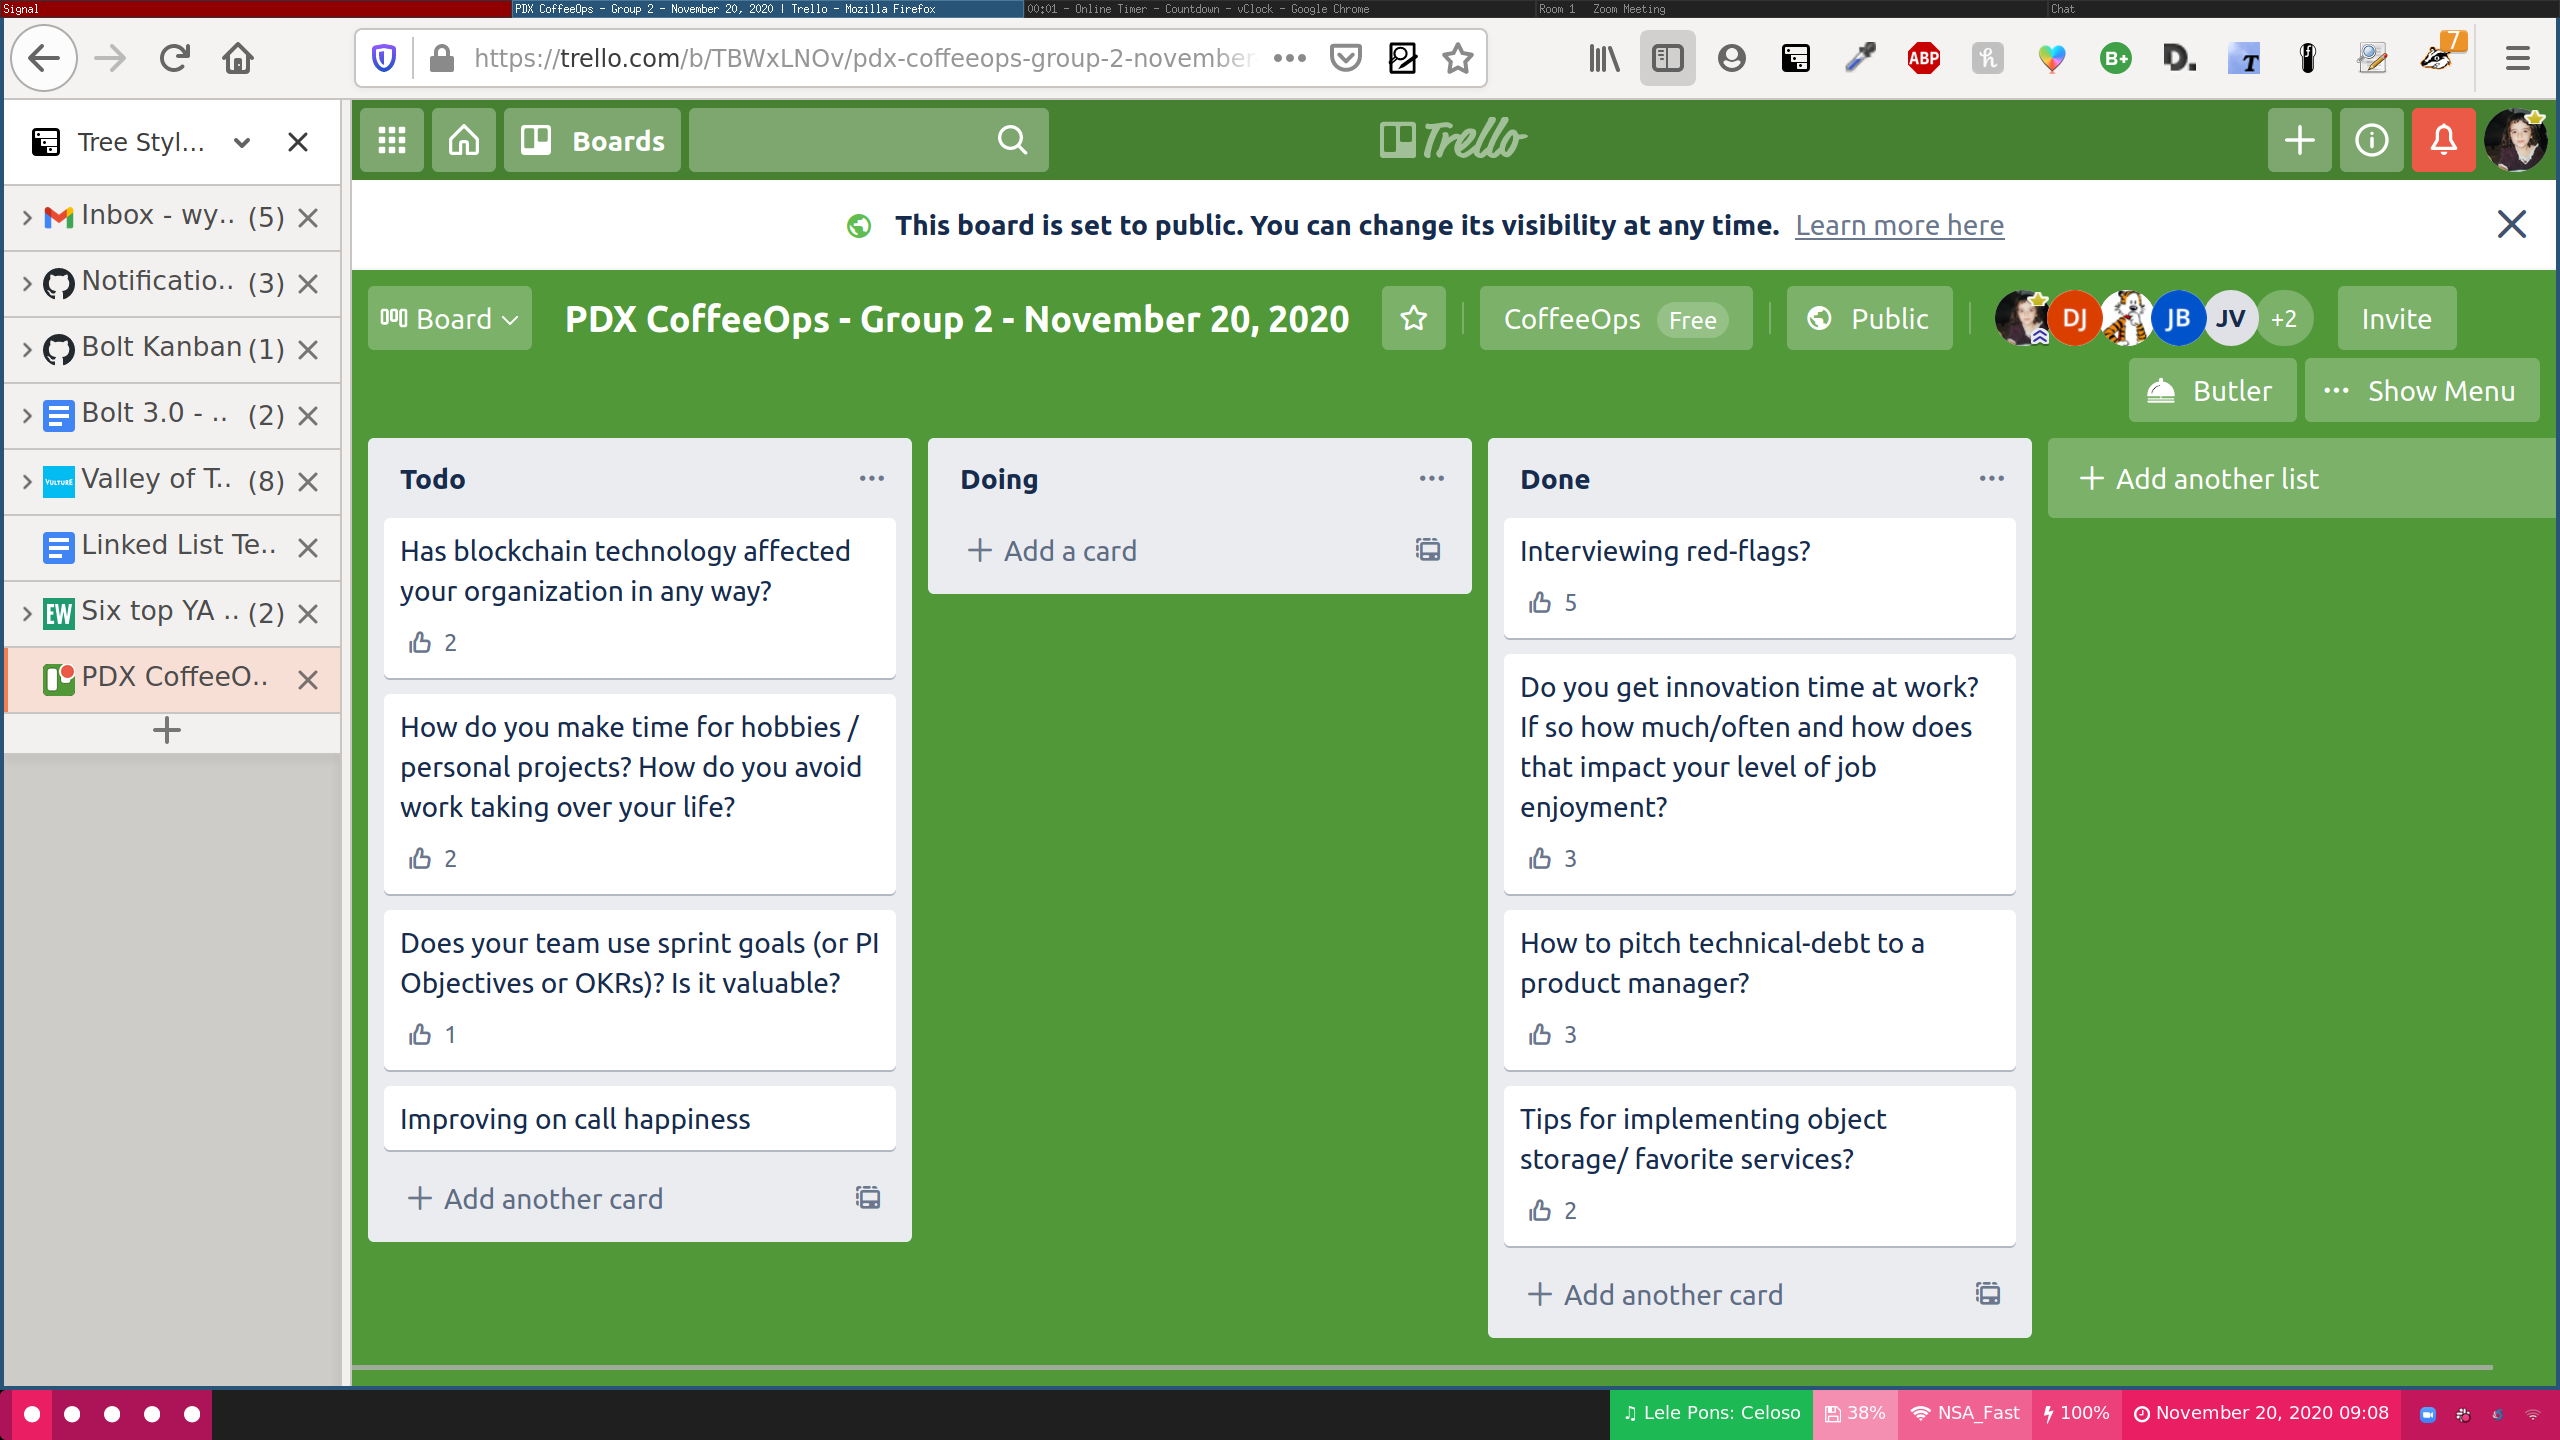 Signal
PDX CoffeeOps - Group 2 - November 20, 2020 | Trello - Mozilla Firefox
00:01 - Online Timer - Countdown - vClock - Google Chrome
Room 1
Zoom Meeting
Chat
https://trello.com/b/TBWxLNOv/pdx-coffeeops-group-2-november-
ABP
B+
D.
T
7
Tree Styl...
Inbox - wy.. (5)
Notificatio.. (3)
Bolt Kanban (1)
Bolt 3.0 - .. (2)
VULTURE
Valley of T.. (8)
Linked List Te..
EW
Six top YA .. (2)
PDX CoffeeO..
Boards
Trello
This board is set to public. You can change its visibility at any time. Learn more here
Board
PDX CoffeeOps - Group 2 - November 20, 2020
CoffeeOps Free
Public
DJ
JB
JV
+2
Invite
Butler
Show Menu
Todo
Has blockchain technology affected
your organization in any way?
2
How do you make time for hobbies /
personal projects? How do you avoid
work taking over your life?
2
Does your team use sprint goals (or PI
Objectives or OKRs)? Is it valuable?
1
Improving on call happiness
Add another card
Doing
Add a card
Done
Interviewing red-flags?
5
Do you get innovation time at work?
If so how much/often and how does
that impact your level of job
enjoyment?
3
How to pitch technical-debt to a
product manager?
3
Tips for implementing object
storage/ favorite services?
2
Add another card
Add another list
Lele Pons: Celoso
38%
NSA_Fast
100%
November 20, 2020 09:08